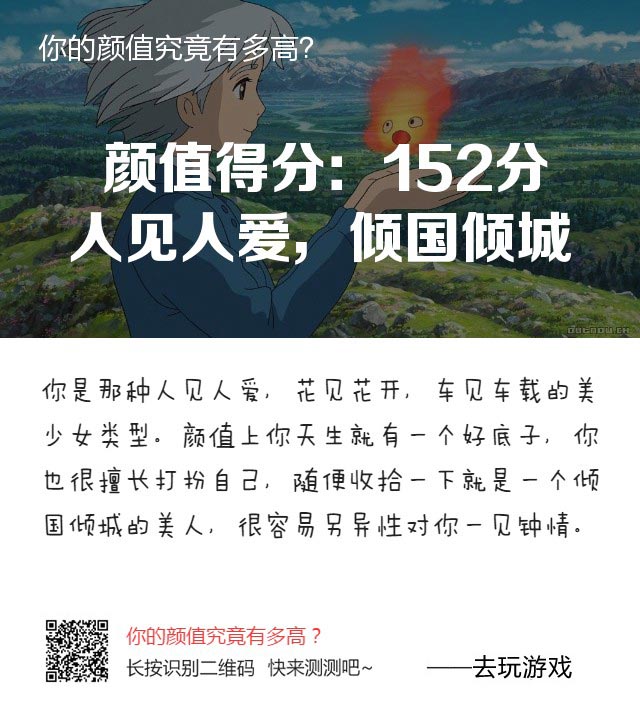 你的颜值究竟有多高?
颜值得分：152分
人见人爱，倾国倾城
你是那种人见人爱，花见花开，车见车载的美
少女类型。颜值上你天生就有一个好底子，你
也很擅长打扮自己，随便收拾一下就是一个倾
国倾城的美人，很容易另异性对你一见钟情。
你的颜值究竟有多高？
长按识别二维码 快来测测吧~
——去玩游戏